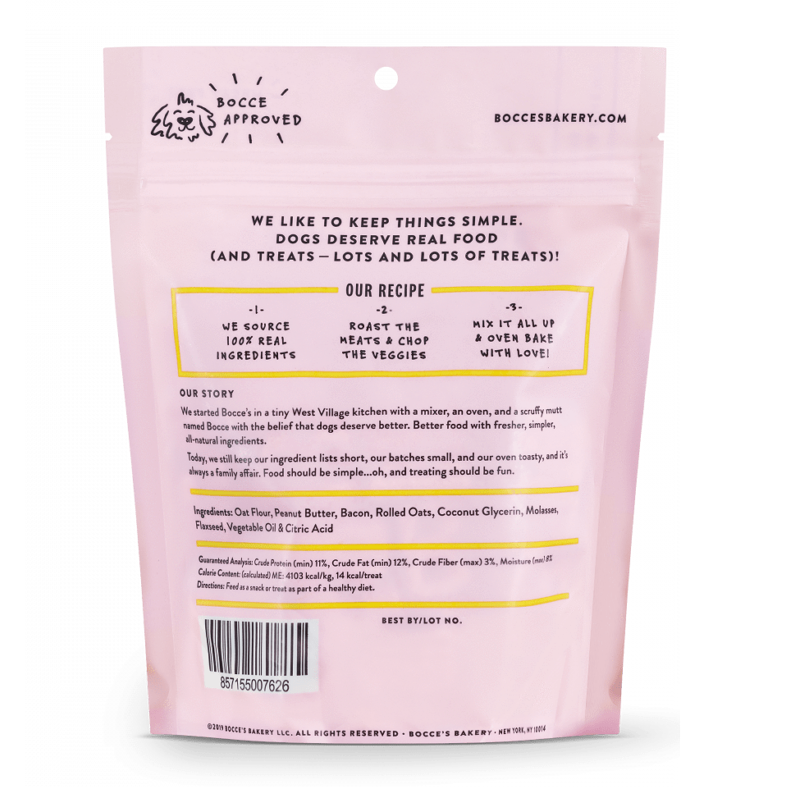 BOCCE
APPROVED
BOCCESBAKERY.COM
WE LIKE TO KEEP THINGS SIMPLE.
DOGS DESERVE REAL FOOD
(AND TREATS — LOTS AND LOTS OF TREATS)!
OUR RECIPE
-1-
WE SOURCE
100% REAL
INGREDIENTS
-2-
ROAST THE
MEATS & CHOP
THE VEGGIES
-3-
MIX IT ALL UP
& OVEN BAKE
WITH LOVE!
OUR STORY
We started Bocce's in a tiny West Village kitchen with a mixer, an oven, and a scruffy mutt
named Bocce with the belief that dogs deserve better. Better food with fresher, simpler,
all-natural ingredients.
Today, we still keep our ingredient lists short, our batches small, and our oven toasty, and it's
always a family affair. Food should be simple...oh, and treating should be fun.
Ingredients: Oat Flour, Peanut Butter, Bacon, Rolled Oats, Coconut Glycerin, Molasses,
Flaxseed, Vegetable Oil & Citric Acid
Guaranteed Analysis: Crude Protein (min) 11%, Crude Fat (min) 12%, Crude Fiber (max) 3%, Moisture (max) 8%
Calorie Content: (calculated) ME: 4103 kcal/kg, 14 kcal/treat
Directions: Feed as a snack or treat as part of a healthy diet.
BEST BY/LOT NO.
857155007626
©2019 BOCCE'S BAKERY LLC. ALL RIGHTS RESERVED • BOCCE'S BAKERY • NEW YORK, NY 10014